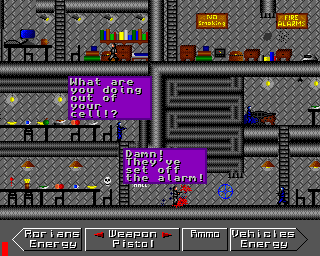 NO
Smoking
FIRE
ALARMS
What are
you doing
out of
your
cell!?
Damn!
They've
set off
the alarm!
HALL
Rorians
Energy
Weapon
Pistol
Ammo
Vehicles
Energy